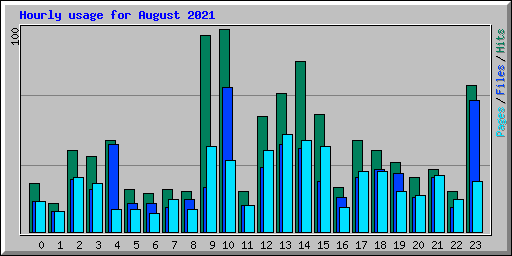 Hourly usage for August 2021
100
Pages/Files/Hits
0 1 2 3 4 5 6 7 8 9 10 11 12 13 14 15 16 17 18 19 20 21 22 23